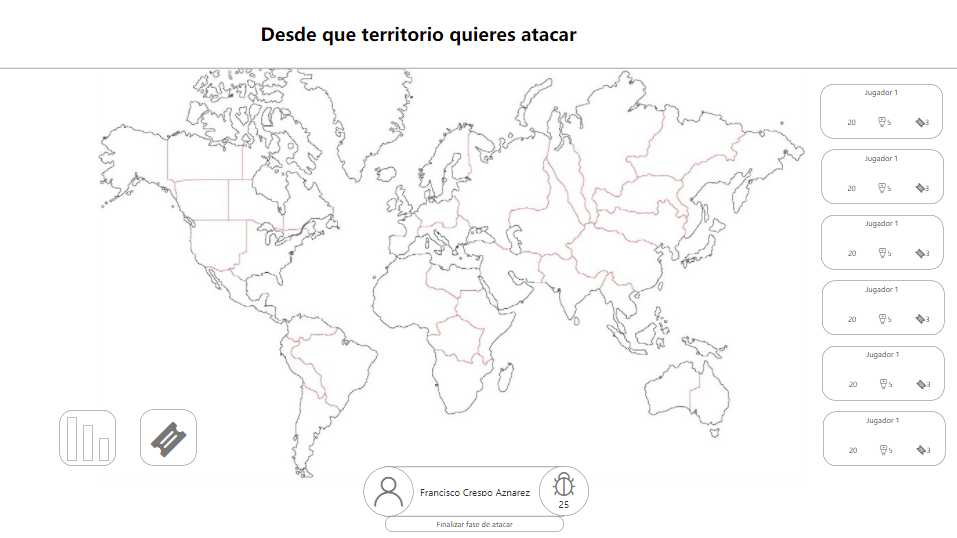 Desde que territorio quieres atacar
Jugador 1
20 5 3
Jugador 1
20 5 3
Jugador 1
20 5 3
Jugador 1
20 5 3
Jugador 1
20 5 3
Jugador 1
20 5 3
Francisco Crespo Aznarez
25
Finalizar fase de atacar